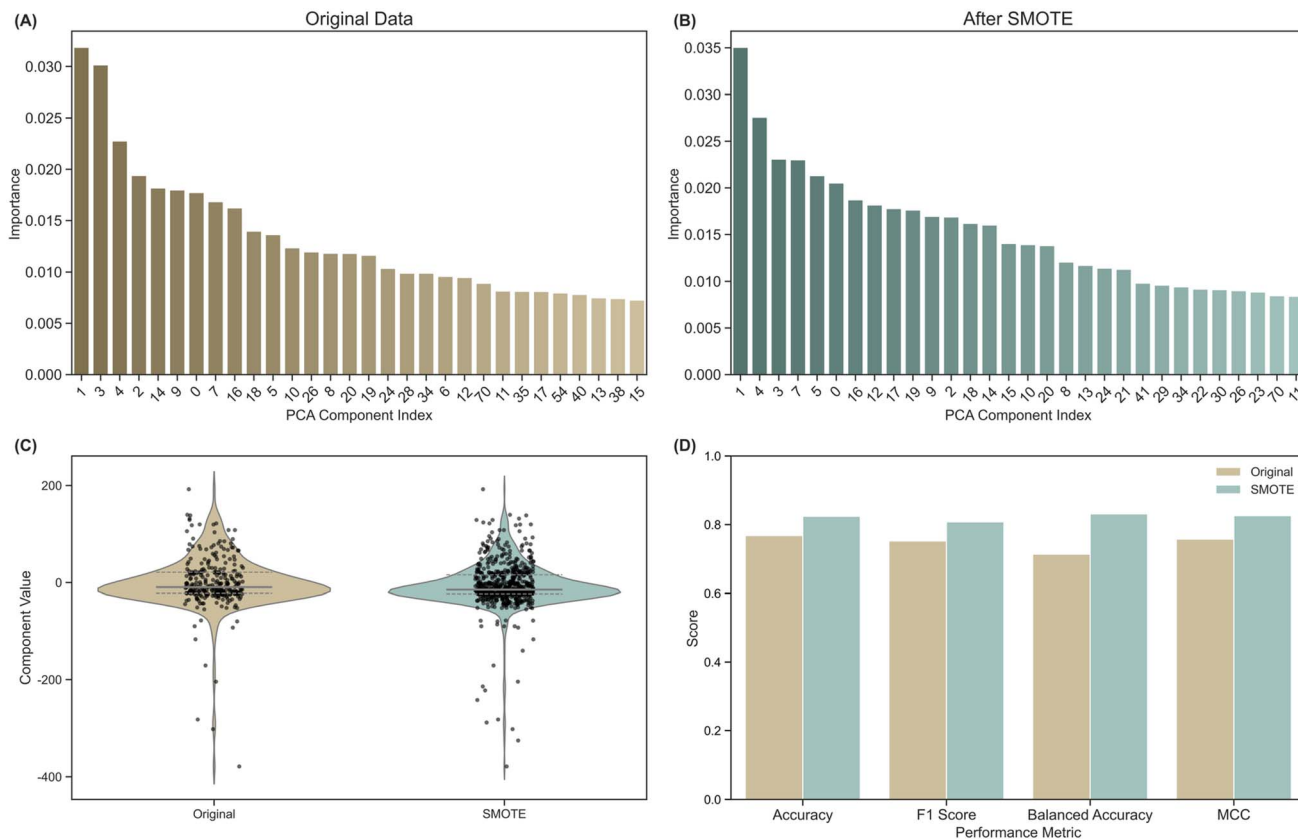 (A)
Original Data
Importance
0.030
0.025
0.020
0.015
0.010
0.005
0.000
1 3 4 2 14 9 0 7 16 18 5 10 26 8 20 19 24 28 34 6 12 70 11 35 17 54 40 13 38 15
PCA Component Index
(B)
After SMOTE
Importance
0.035
0.030
0.025
0.020
0.015
0.010
0.005
0.000
1 4 3 7 5 0 16 12 17 19 9 2 18 14 15 10 20 8 13 24 21 41 29 34 22 30 26 23 70 11
PCA Component Index
(C)
Component Value
200
0
-200
-400
Original SMOTE
(D)
Score
1.0
0.8
0.6
0.4
0.2
0.0
Original
SMOTE
Accuracy F1 Score Balanced Accuracy MCC
Performance Metric